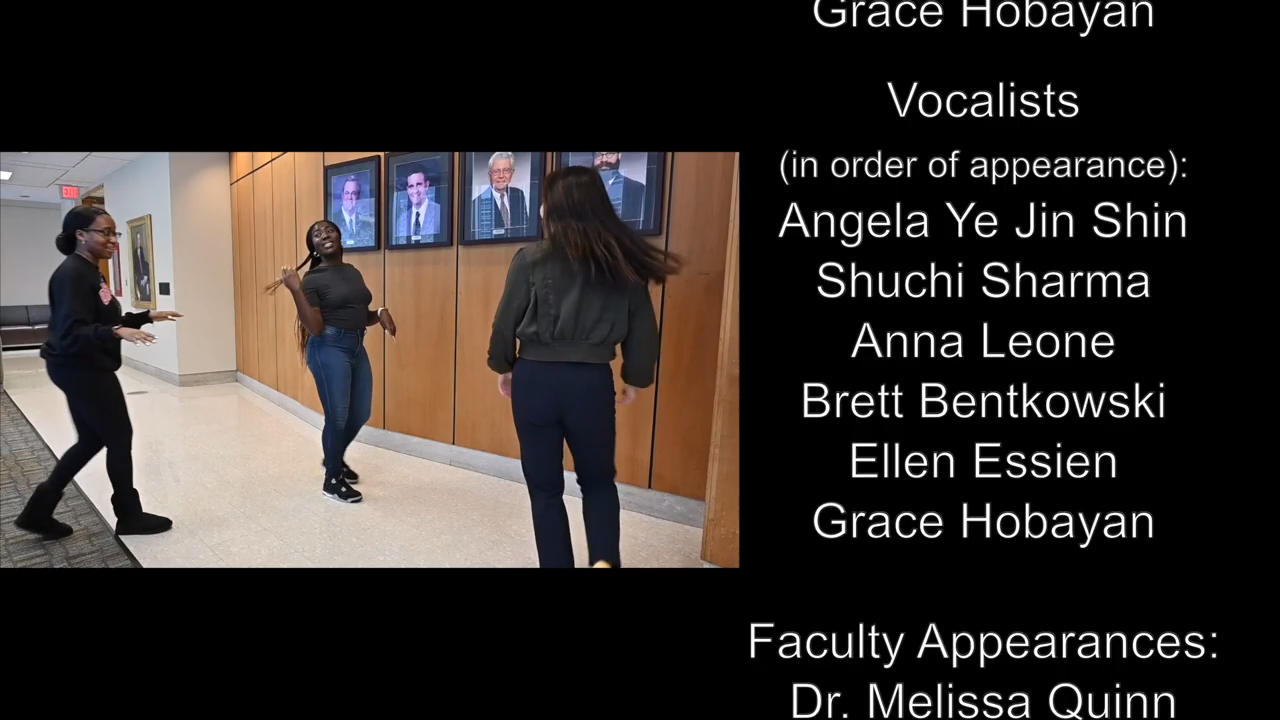 Grace Hobayan
Vocalists
(in order of appearance):
Angela Ye Jin Shin
Shuchi Sharma
Anna Leone
Brett Bentkowski
Ellen Essien
Grace Hobayan
Faculty Appearances:
Dr. Melissa Quinn
EXIT